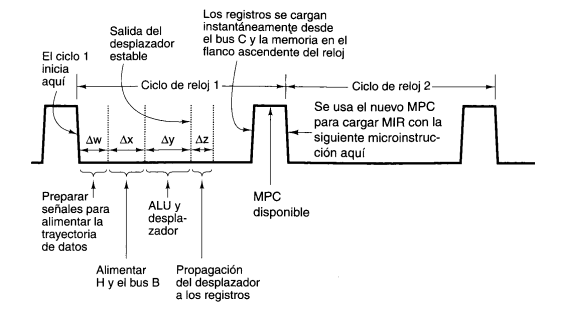 Salida del
desplazador
estable
Los registros se cargan
instantáneamente desde
el bus C y la memoria en el
flanco ascendente del reloj
El ciclo 1
inicia
aquí
Ciclo de reloj 1
Ciclo de reloj 2
Se usa el nuevo MPC
para cargar MIR con la
siguiente microinstruc-
ción aquí
Δw
Δx
Δy
Δz
Preparar
señales para
alimentar la
trayectoria
de datos
ALU y
despla-
zador
MPC
disponible
Alimentar
H y el bus B
Propagación
del desplazador
a los registros